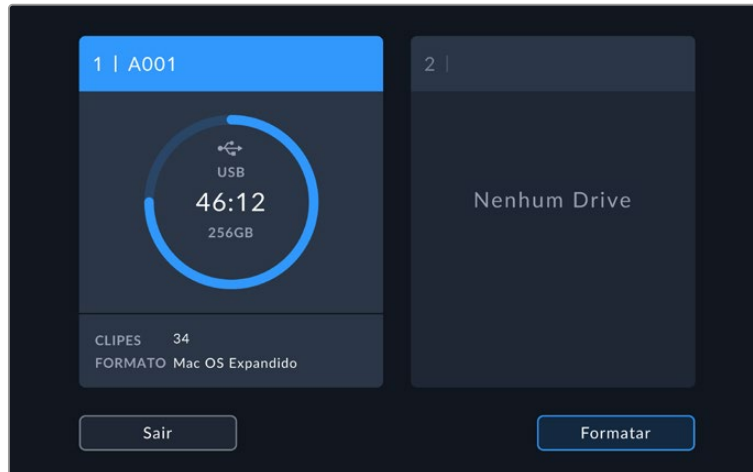 1 | A001
2 |
USB
46:12
256GB
Nenhum Drive
CLIPES 34
FORMATO Mac OS Expandido
Sair
Formatar